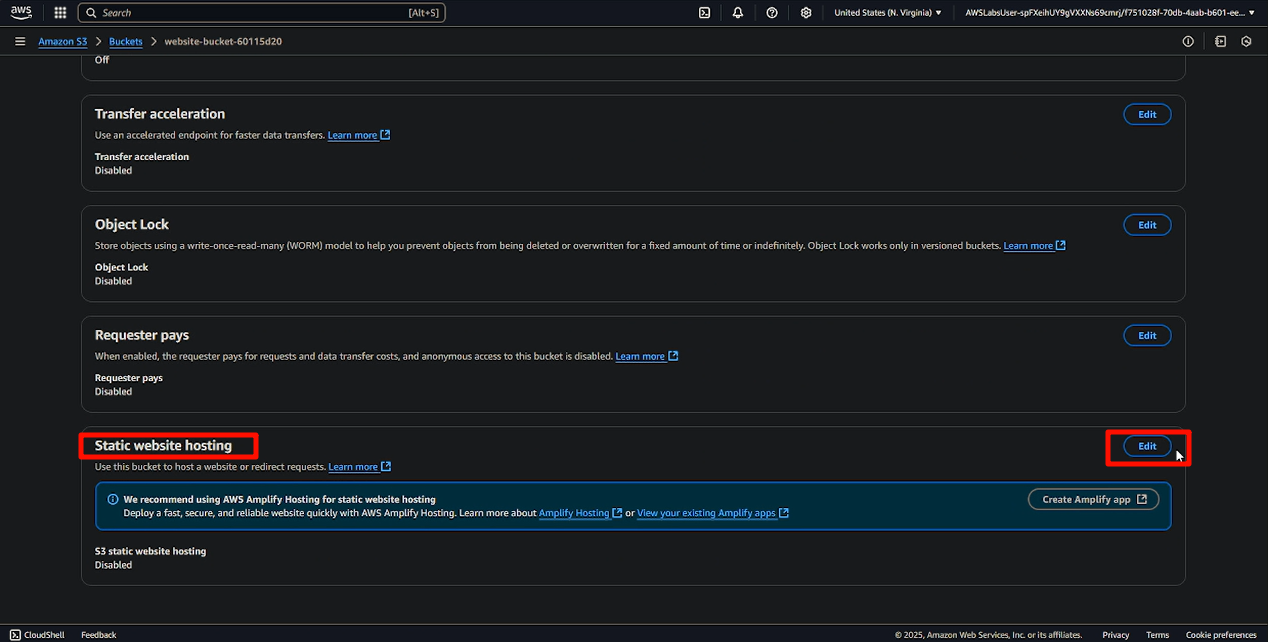 aws
Search [Alt+S]
United States (N. Virginia)
AWSLabsUser-spFXeihUY9gVXXNs69cmrj/f751028f-70db-4aab-b601-ee...
Amazon S3 > Buckets > website-bucket-60115d20
Off
Transfer acceleration
Edit
Use an accelerated endpoint for faster data transfers. Learn more
Transfer acceleration
Disabled
Object Lock
Edit
Store objects using a write-once-read-many (WORM) model to help you prevent objects from being deleted or overwritten for a fixed amount of time or indefinitely. Object Lock works only in versioned buckets. Learn more
Object Lock
Disabled
Requester pays
Edit
When enabled, the requester pays for requests and data transfer costs, and anonymous access to this bucket is disabled. Learn more
Requester pays
Disabled
Static website hosting
Edit
Use this bucket to host a website or redirect requests. Learn more
We recommend using AWS Amplify Hosting for static website hosting
Deploy a fast, secure, and reliable website quickly with AWS Amplify Hosting. Learn more about Amplify Hosting or View your existing Amplify apps
Create Amplify app
S3 static website hosting
Disabled
CloudShell Feedback
© 2025, Amazon Web Services, Inc. or its affiliates. Privacy Terms Cookie preferences